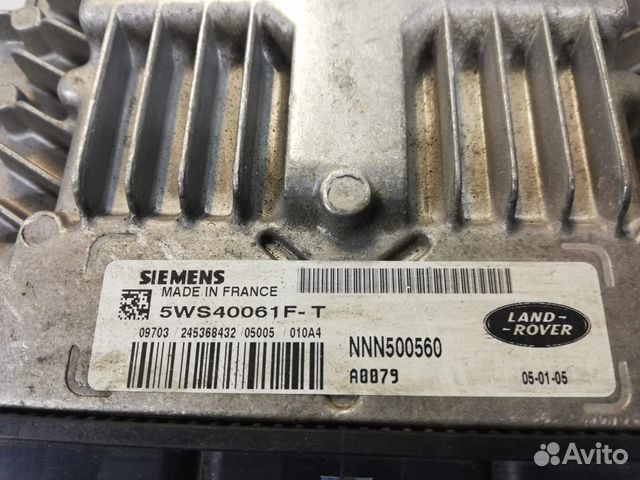 SIEMENS
MADE IN FRANCE
5WS40061F-T
09703 / 245368432 / 05005 010A4
NNN500560
A0079
LAND-
ROVER
05-01-05
Avito